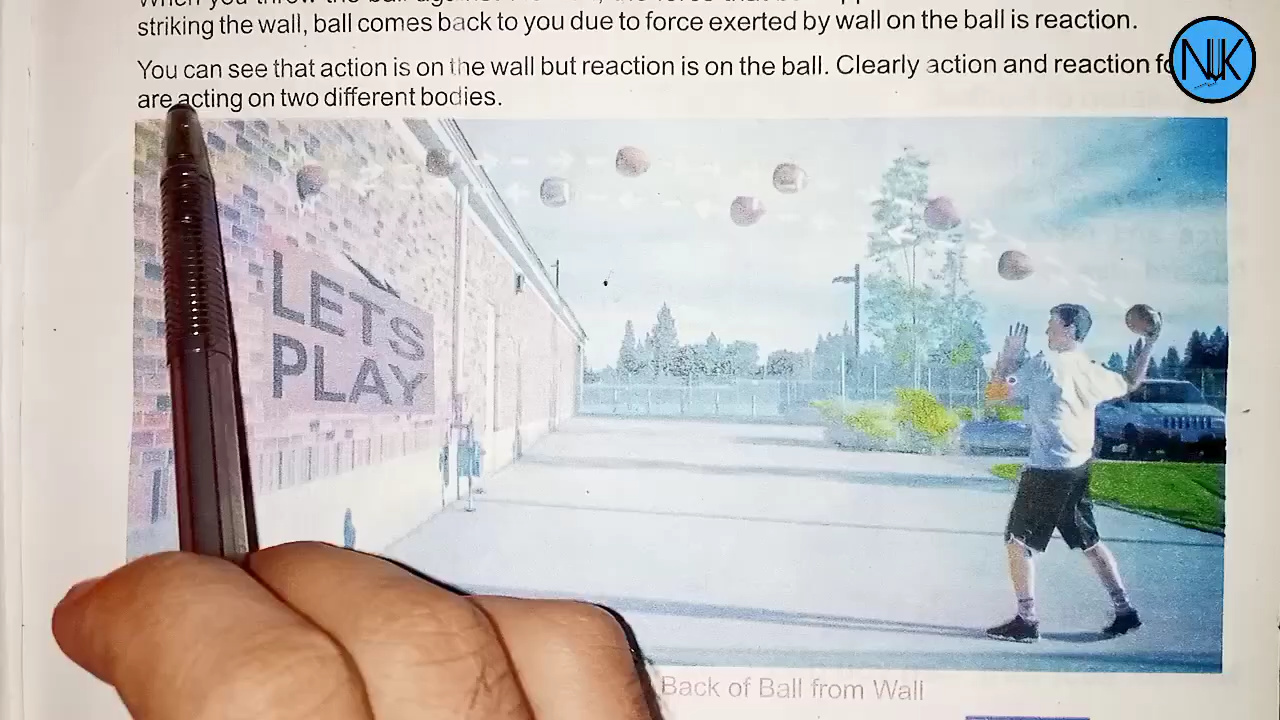 striking the wall, ball comes back to you due to force exerted by wall on the ball is reaction.
You can see that action is on the wall but reaction is on the ball. Clearly action and reaction
are acting on two different bodies.
LETS
PLAY
Back of Ball from Wall
NK